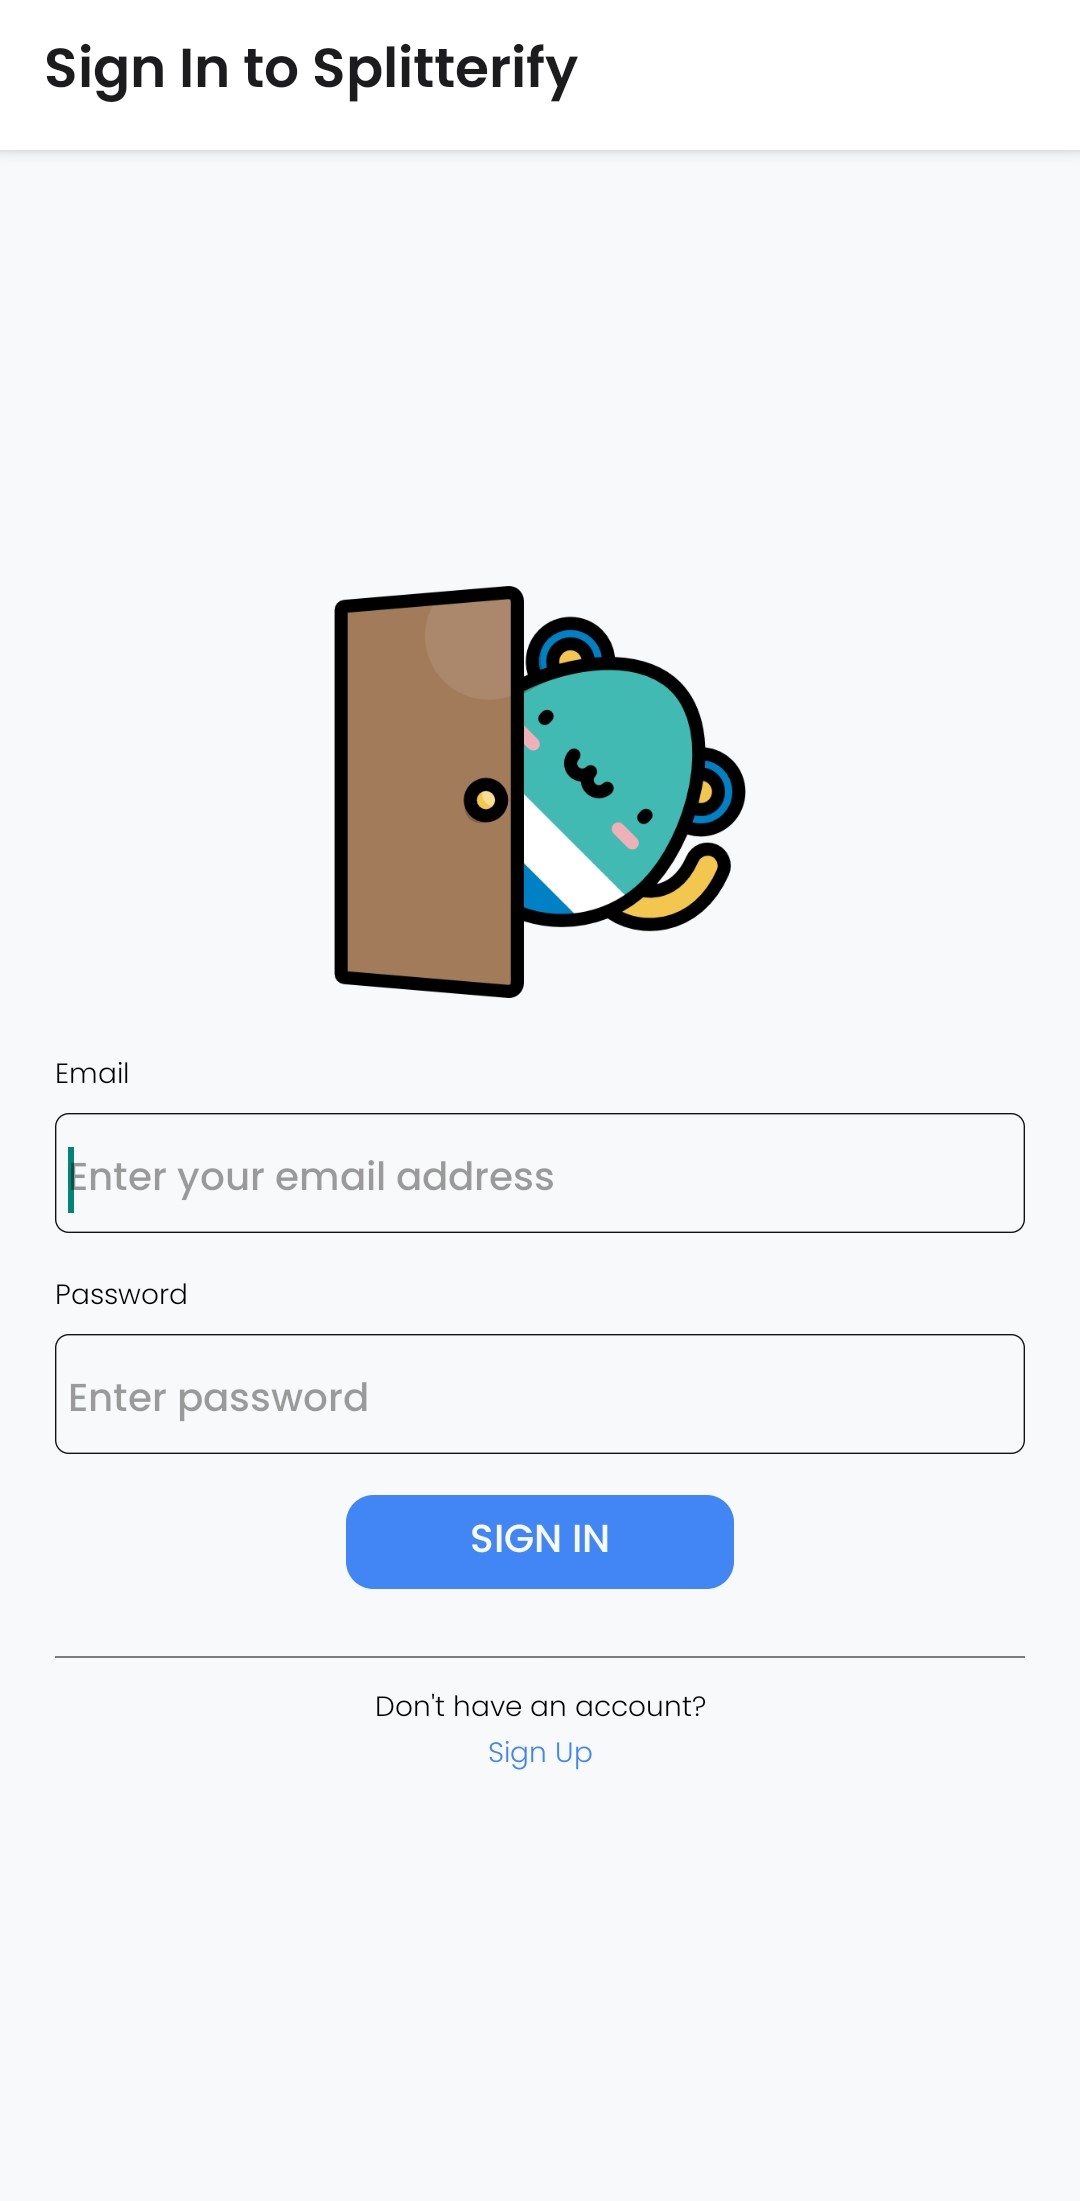 Sign In to Splitterify
Email
Enter your email address
Password
Enter password
SIGN IN
Don't have an account?
Sign Up